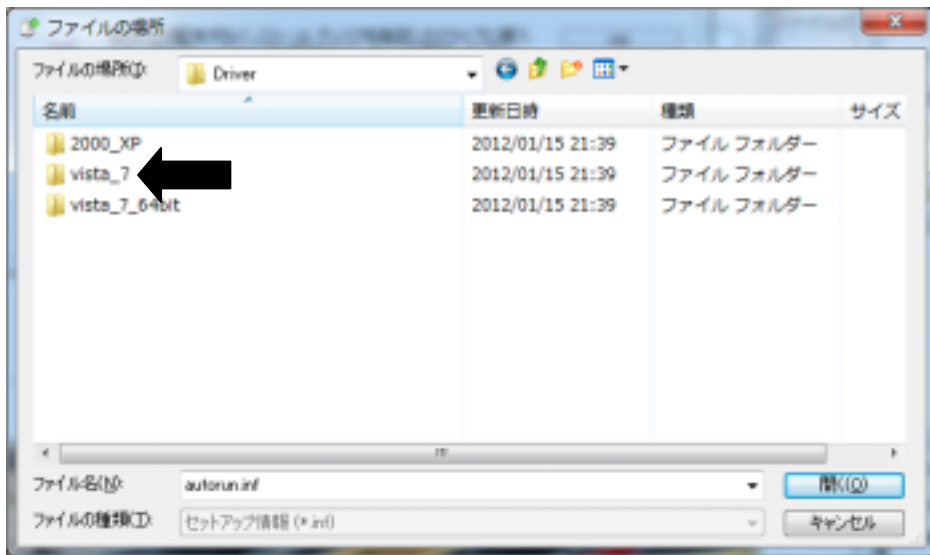 ファイルの場所
ファイルの場所(I):
Driver
名前 更新日時 種類 サイズ
2000_XP 2012/01/15 21:39 ファイル フォルダー
vista_7 2012/01/15 21:39 ファイル フォルダー
vista_7_64bit 2012/01/15 21:39 ファイル フォルダー
ファイル名(N): autorun.inf 開く(O)
ファイルの種類(T): セットアップ情報 (*.inf) キャンセル